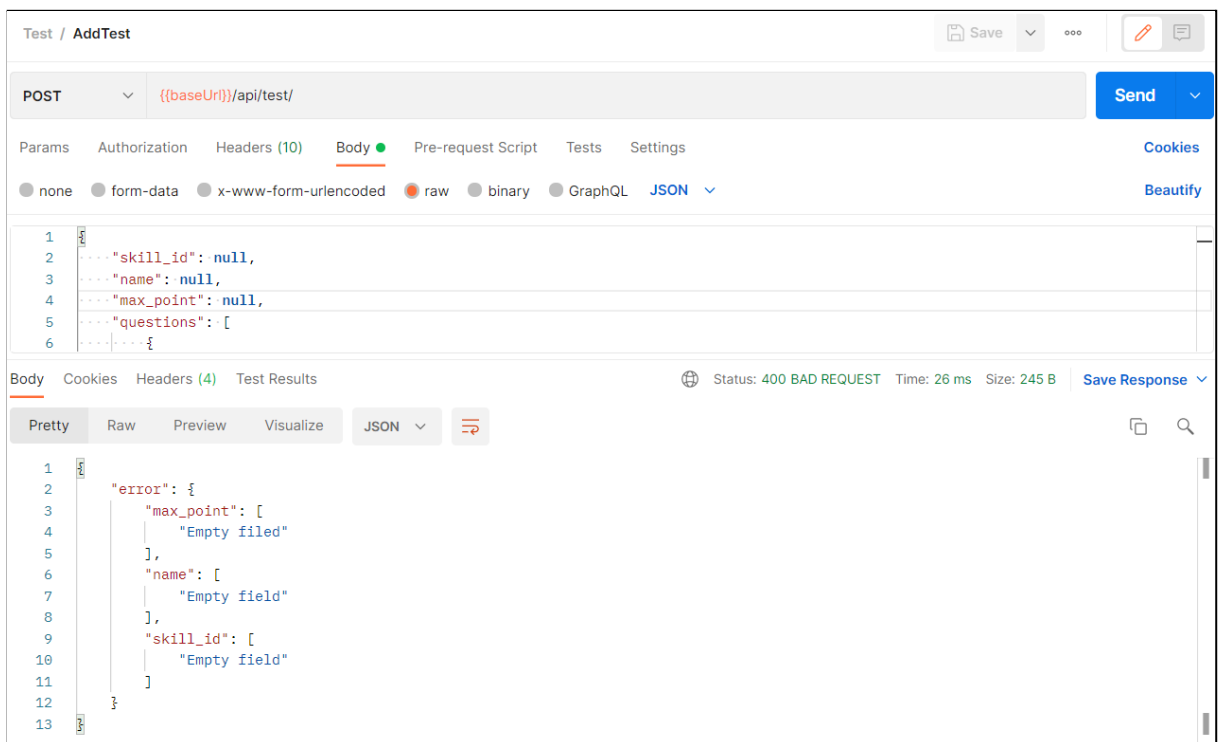 Test / AddTest
Save
POST {{baseUrl}}/api/test/ Send
Params Authorization Headers (10) Body Pre-request Script Tests Settings Cookies
none form-data x-www-form-urlencoded raw binary GraphQL JSON Beautify
1 {
2 "skill_id": null,
3 "name": null,
4 "max_point": null,
5 "questions": [
6 {
Body Cookies Headers (4) Test Results Status: 400 BAD REQUEST Time: 26 ms Size: 245 B Save Response
Pretty Raw Preview Visualize JSON
1 {
2 "error": {
3 "max_point": [
4 "Empty filed"
5 ],
6 "name": [
7 "Empty field"
8 ],
9 "skill_id": [
10 "Empty field"
11 ]
12 }
13 }